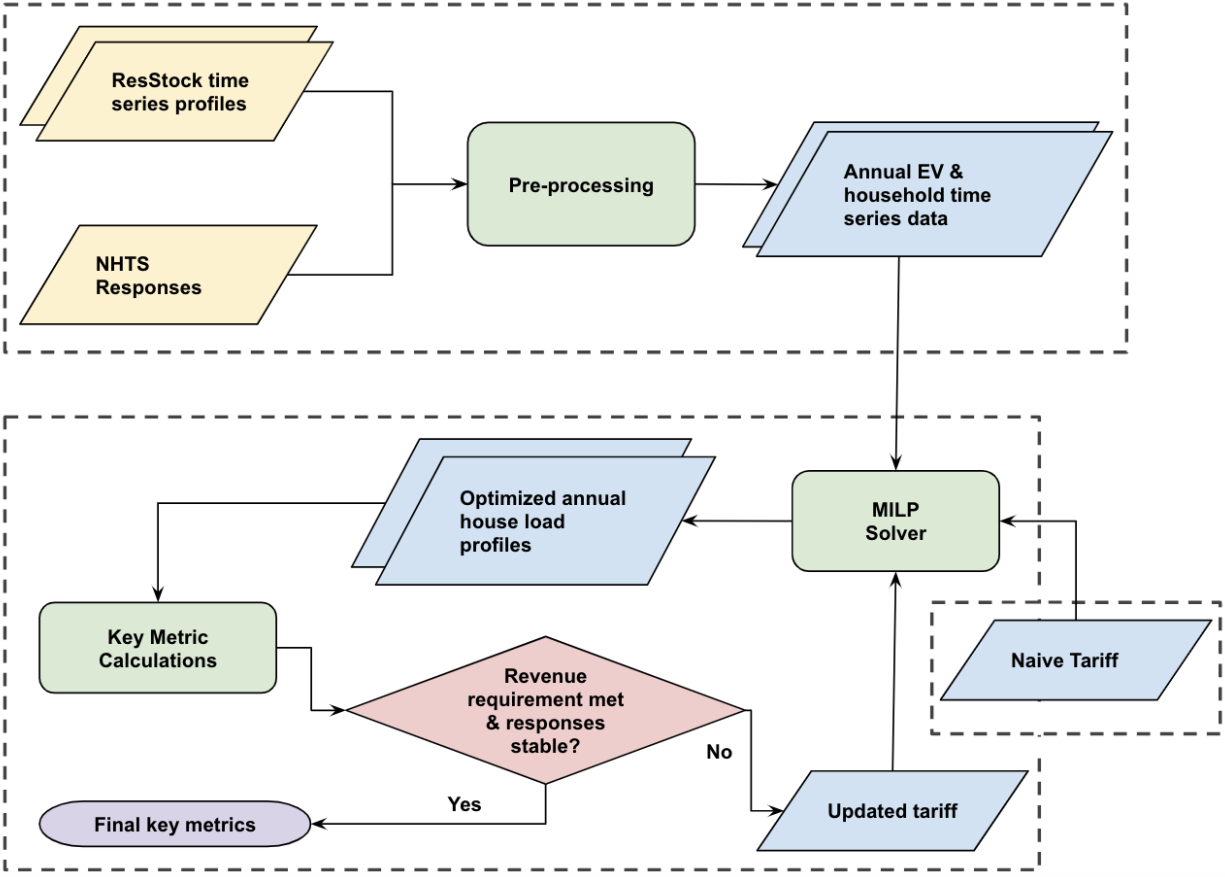 ResStock time
series profiles
Pre-processing
Annual EV &
household time
series data
NHTS
Responses
Optimized annual
house load
profiles
MILP
Solver
Key Metric
Calculations
Revenue
requirement met
& responses
stable?
Naive Tariff
No
Yes
Updated tariff
Final key metrics